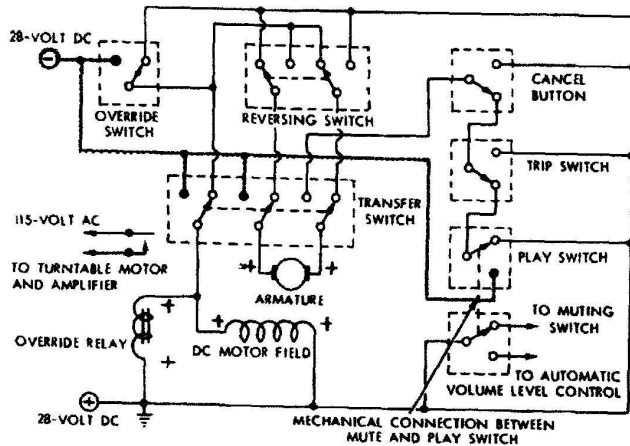 28-VOLT DC
OVERRIDE
SWITCH
REVERSING SWITCH
CANCEL
BUTTON
TRIP SWITCH
TRANSFER
SWITCH
115-VOLT AC
TO TURNTABLE MOTOR
AND AMPLIFIER
ARMATURE
PLAY SWITCH
OVERRIDE RELAY
DC MOTOR FIELD
TO MUTING
SWITCH
TO AUTOMATIC
VOLUME LEVEL CONTROL
28-VOLT DC
MECHANICAL CONNECTION BETWEEN
MUTE AND PLAY SWITCH